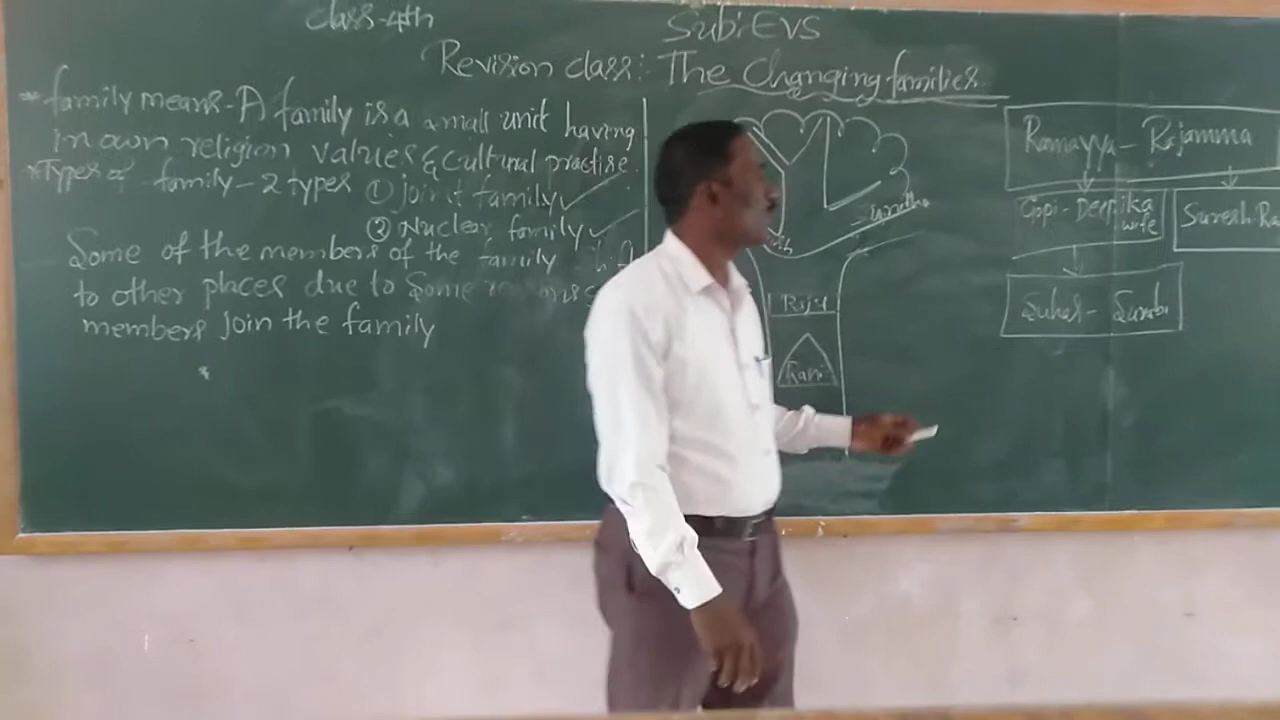 Class-4th
Sub: EVS
Revision class: The Changing families.
* family means - A family is a small unit having
in own religion values & cultural practise.
* Types of family - 2 types ① joint family ✓
② Nuclear family ✓
Some of the members of the family
to other places due to Some
members Join the family
*
Raju
Rani
Ramayya - Rajamma
Gopi - Deepika
wife
Suresh
Suhas -